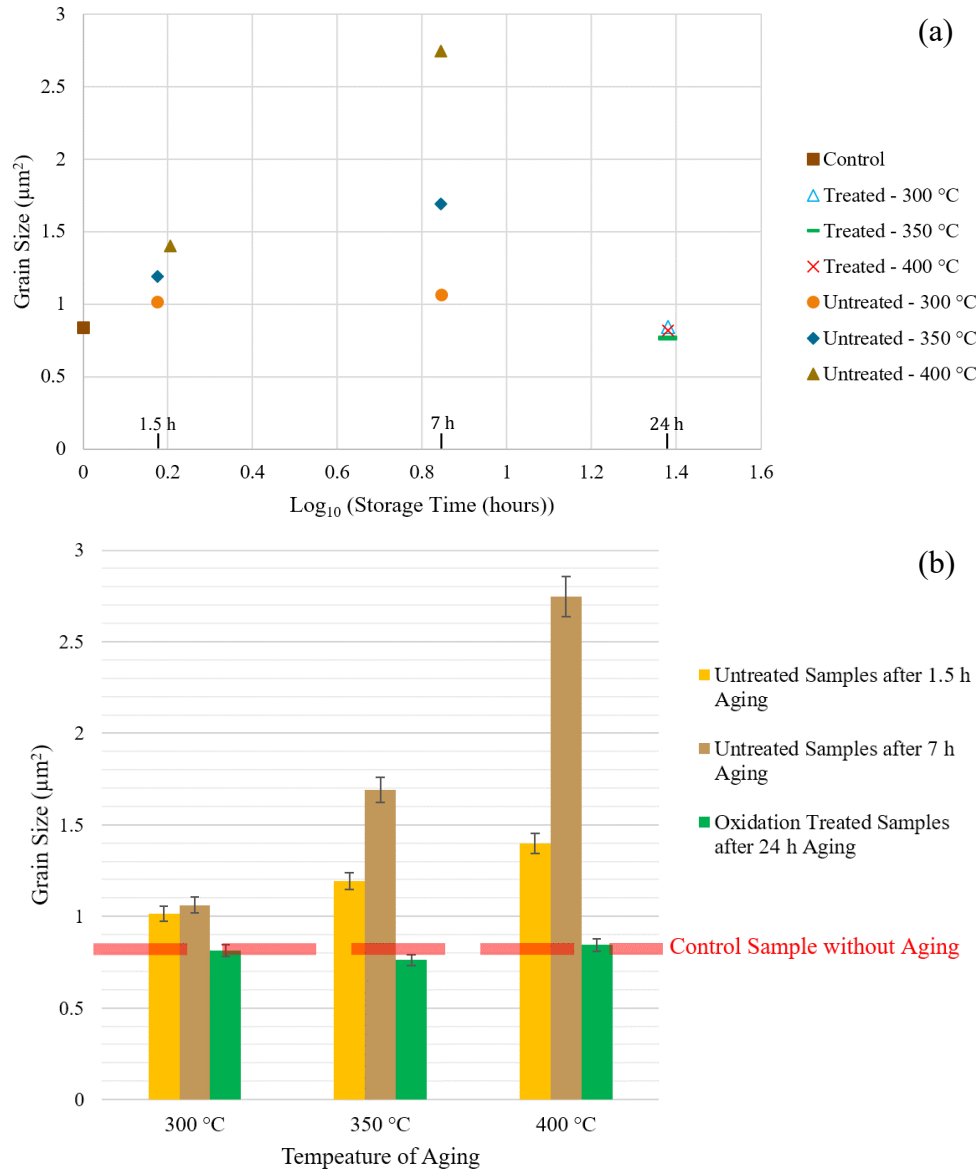 (a)
3
2.5
2
1.5
1
0.5
0
Grain Size (µm²)
1.5 h
7 h
24 h
0 0.2 0.4 0.6 0.8 1 1.2 1.4 1.6
Log₁₀ (Storage Time (hours))
Control
Treated - 300 °C
Treated - 350 °C
Treated - 400 °C
Untreated - 300 °C
Untreated - 350 °C
Untreated - 400 °C
(b)
3
2.5
2
1.5
1
0.5
0
Grain Size (µm²)
Untreated Samples after 1.5 h
Aging
Untreated Samples after 7 h
Aging
Oxidation Treated Samples
after 24 h Aging
Control Sample without Aging
300 °C 350 °C 400 °C
Tempeature of Aging